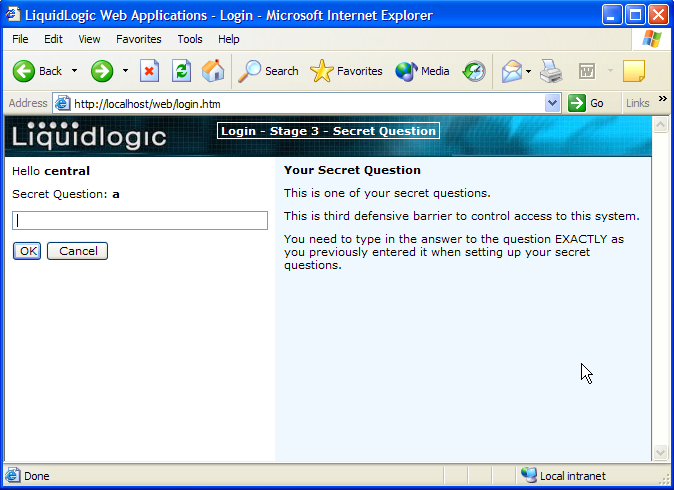 LiquidLogic Web Applications - Login - Microsoft Internet Explorer
File Edit View Favorites Tools Help
Back Search Favorites Media
Address http://localhost/web/login.htm Go Links »
Liquidlogic Login - Stage 3 - Secret Question
Hello central
Secret Question: a
OK Cancel
Your Secret Question
This is one of your secret questions.
This is third defensive barrier to control access to this system.
You need to type in the answer to the question EXACTLY as
you previously entered it when setting up your secret
questions.
Done Local intranet